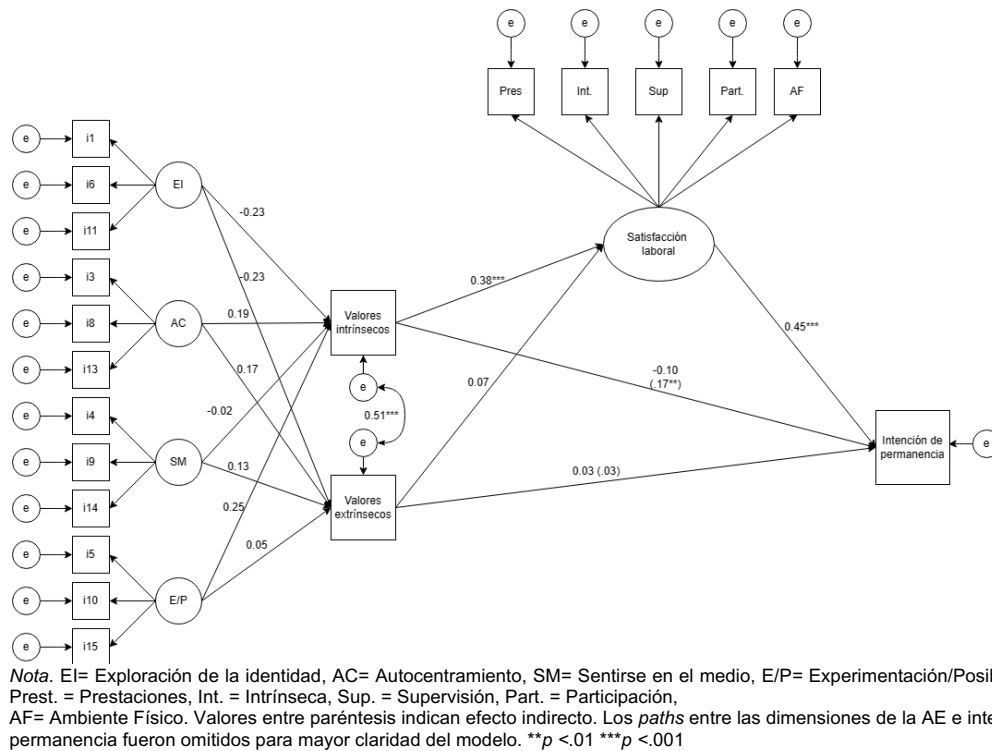 e e e e e
Pres Int. Sup Part. AF
e i1
e i6 EI
e i11
-0.23
Satisfacción
laboral
e i3
-0.23
0.38***
e i8 AC
0.19
Valores
intrínsecos
0.45***
e i13
0.17
-0.10
(.17**)
0.07
e
e i4
-0.02
0.51***
e
Intención de
permanencia
e
e i9 SM
0.13
0.03 (.03)
e i14
0.25
Valores
extrínsecos
e i5
0.05
e i10 E/P
e i15
Nota. EI= Exploración de la identidad, AC= Autocentramiento, SM= Sentirse en el medio, E/P= Experimentación/Posil
Prest. = Prestaciones, Int. = Intrínseca, Sup. = Supervisión, Part. = Participación,
AF= Ambiente Físico. Valores entre paréntesis indican efecto indirecto. Los paths entre las dimensiones de la AE e inte
permanencia fueron omitidos para mayor claridad del modelo. **p <.01 ***p <.001